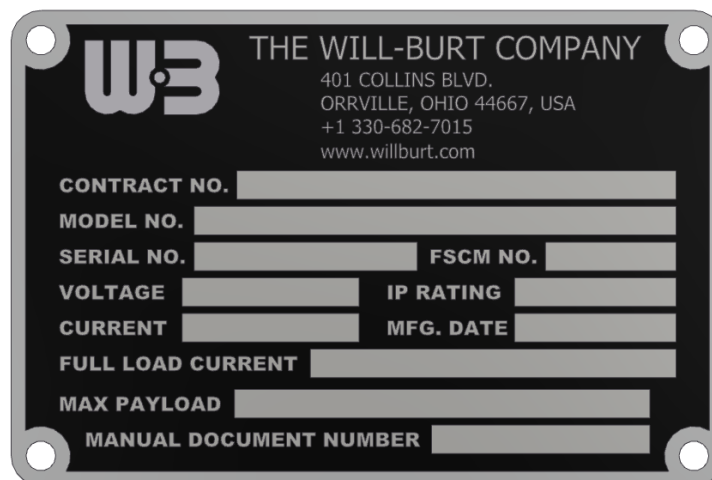 WB
THE WILL-BURT COMPANY
401 COLLINS BLVD.
ORRVILLE, OHIO 44667, USA
+1 330-682-7015
www.willburt.com
CONTRACT NO.
MODEL NO.
SERIAL NO. FSCM NO.
VOLTAGE IP RATING
CURRENT MFG. DATE
FULL LOAD CURRENT
MAX PAYLOAD
MANUAL DOCUMENT NUMBER